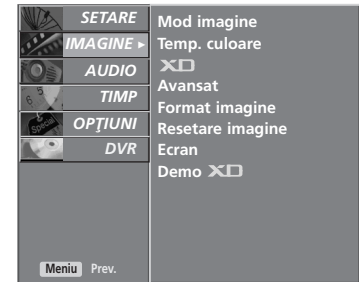 SETARE
IMAGINE ►
AUDIO
TIMP
OPŢIUNI
DVR
Mod imagine
Temp. culoare
XD
Avansat
Format imagine
Resetare imagine
Ecran
Demo XD
Meniu Prev.